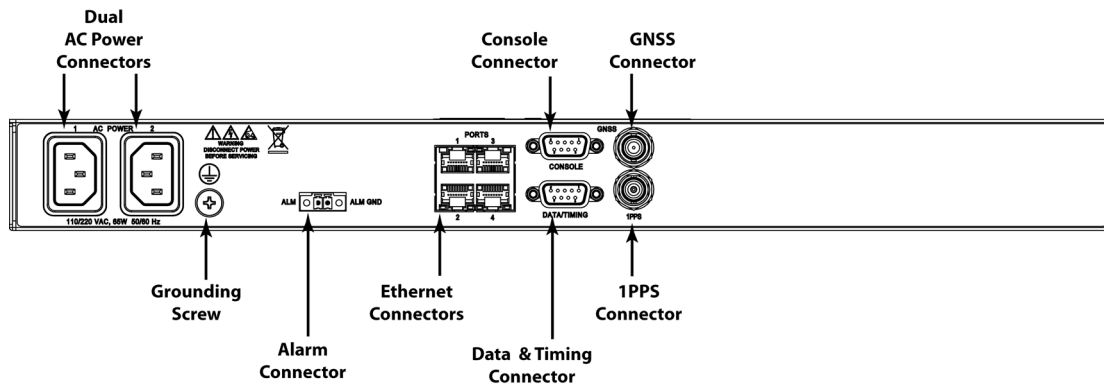 Dual
AC Power
Connectors
Console
Connector
GNSS
Connector
1 AC POWER 2
WARNING
DISCONNECT POWER
BEFORE SERVICING
PORTS
1 3
GNSS
CONSOLE
ALM
ALM GND
2 4
DATA/TIMING
1PPS
110/220 VAC, 65W 50/60 Hz
Grounding
Screw
Ethernet
Connectors
1PPS
Connector
Alarm
Connector
Data & Timing
Connector